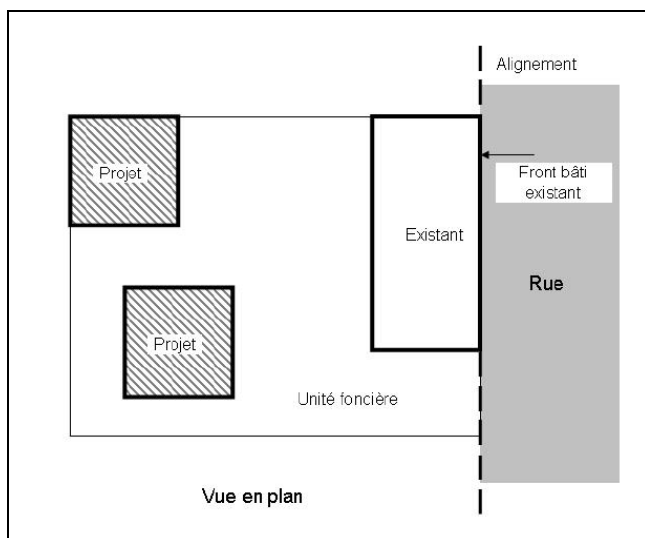 Alignement
Projet
Front bâti
existant
Existant
Rue
Projet
Unité foncière
Vue en plan